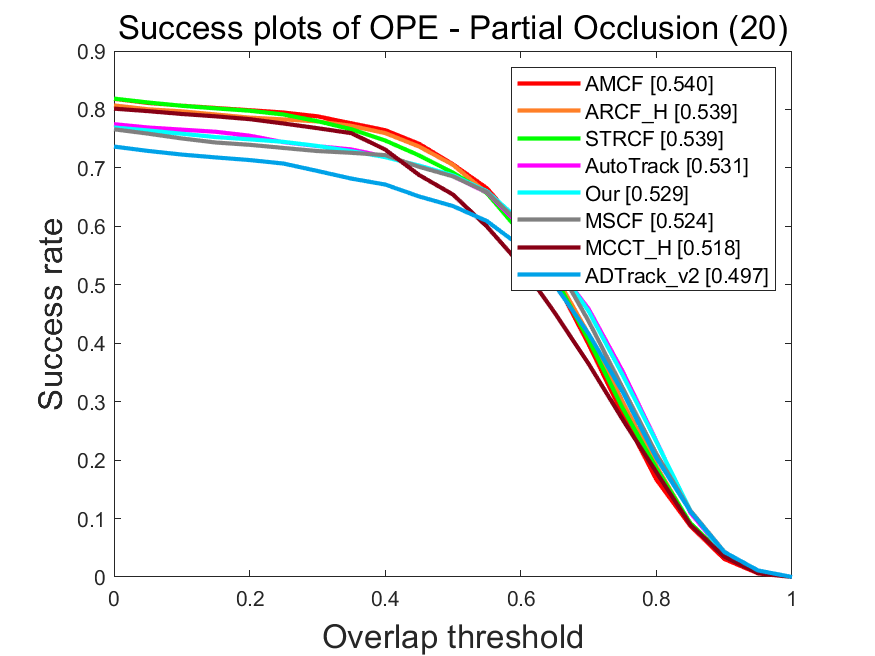 Success plots of OPE - Partial Occlusion (20)
0.9
0.8
0.7
0.6
0.5
0.4
0.3
0.2
0.1
0
Success rate
AMCF [0.540]
ARCF_H [0.539]
STRCF [0.539]
AutoTrack [0.531]
Our [0.529]
MSCF [0.524]
MCCT_H [0.518]
ADTrack_v2 [0.497]
0 0.2 0.4 0.6 0.8 1
Overlap threshold